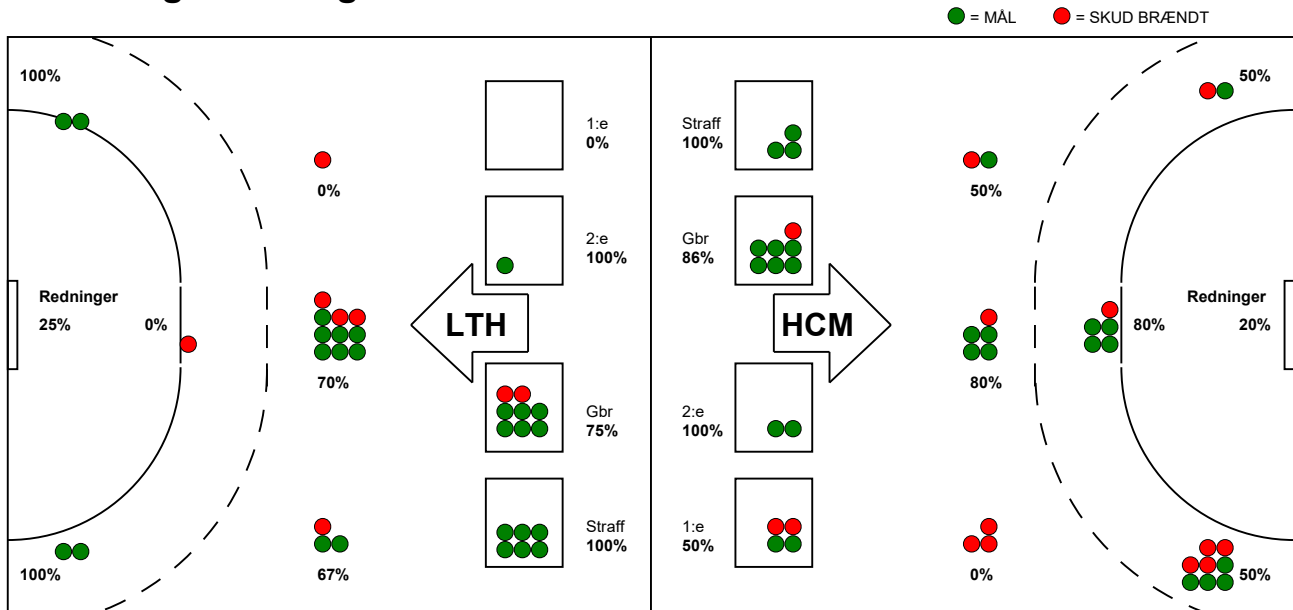 = MÅL
= SKUD BRÆNDT
100%
0%
1:e
0%
2:e
100%
Redninger
25%
0%
70%
LTH
Gbr
75%
Straff
100%
100%
67%
Straff
100%
Gbr
86%
HCM
2:e
100%
1:e
50%
50%
50%
80%
80%
Redninger
20%
0%
50%